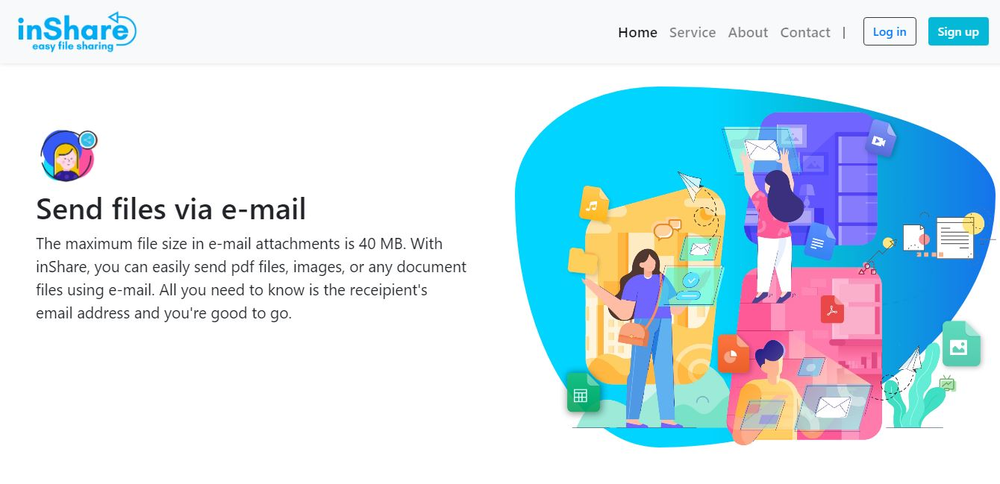 inShare
easy file sharing
Home Service About Contact | Log in Sign up
Send files via e-mail
The maximum file size in e-mail attachments is 40 MB. With
inShare, you can easily send pdf files, images, or any document
files using e-mail. All you need to know is the receipient's
email address and you're good to go.